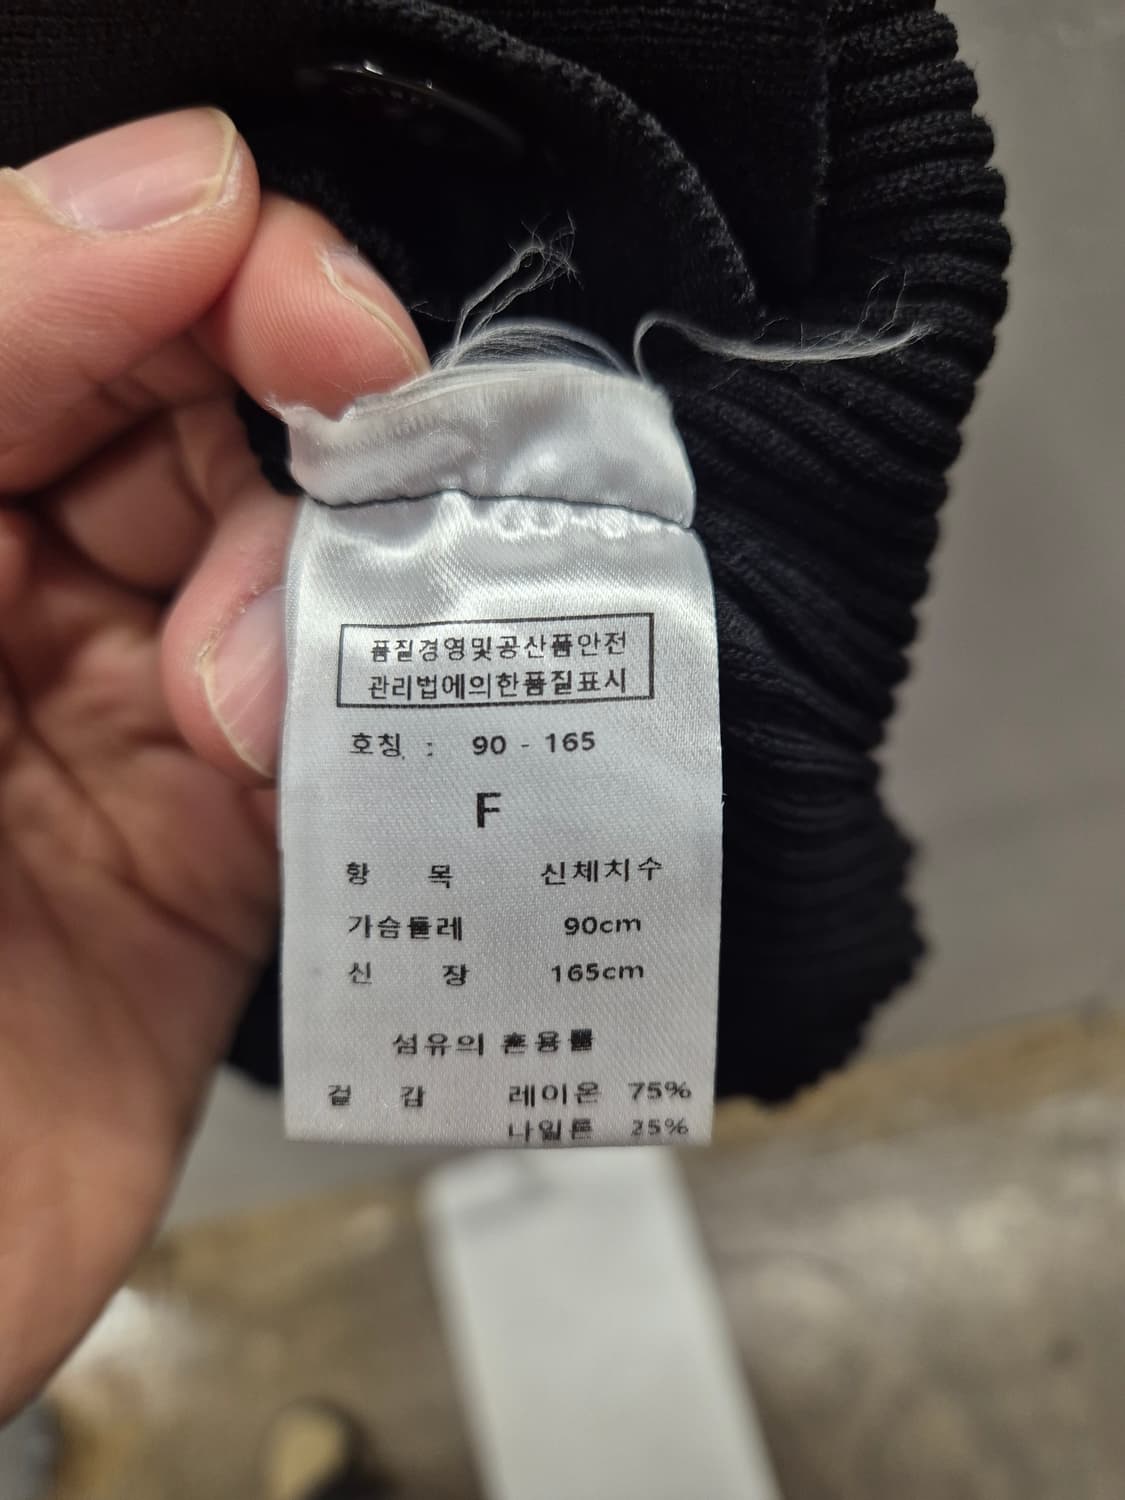 품질경영및공산품안전
관리법에의한품질표시
호칭 : 90 - 165
F
항 목 신체치수
가슴둘레 90cm
신 장 165cm
섬유의 혼용률
겉 감 레이온 75%
나일론 25%